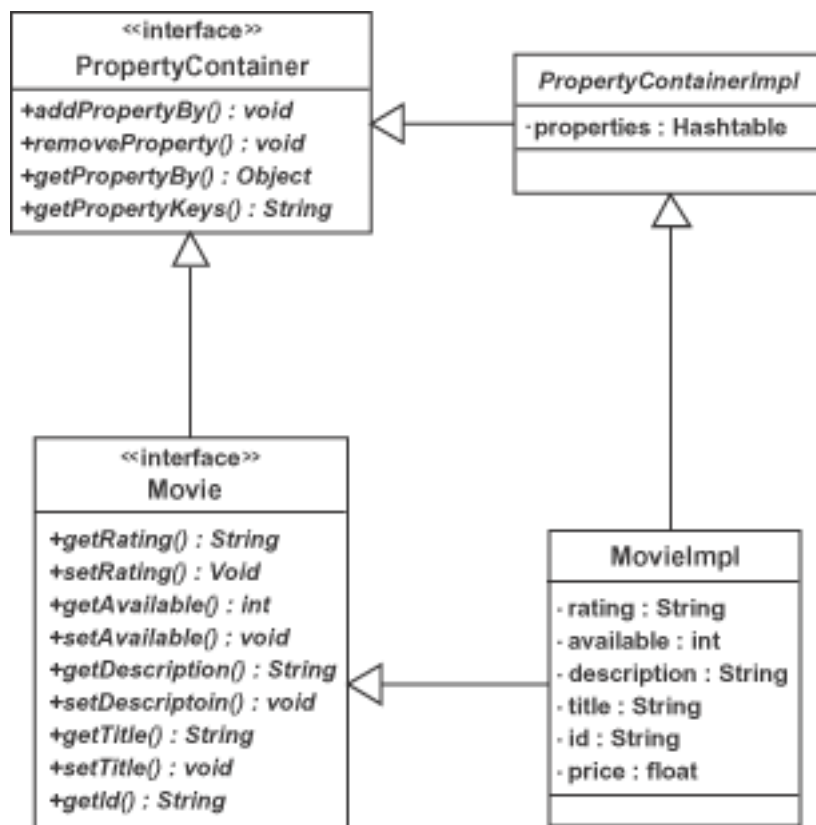 <<interface>>
PropertyContainer
+addPropertyBy() : void
+removeProperty() : void
+getPropertyBy() : Object
+getPropertyKeys() : String
PropertyContainerImpl
-properties : Hashtable
<<interface>>
Movie
+getRating() : String
+setRating() : Void
+getAvailable() : int
+setAvailable() : void
+getDescription() : String
+setDescriptoin() : void
+getTitle() : String
+setTitle() : void
+getId() : String
MovieImpl
- rating : String
- available : int
- description : String
- title : String
- id : String
- price : float